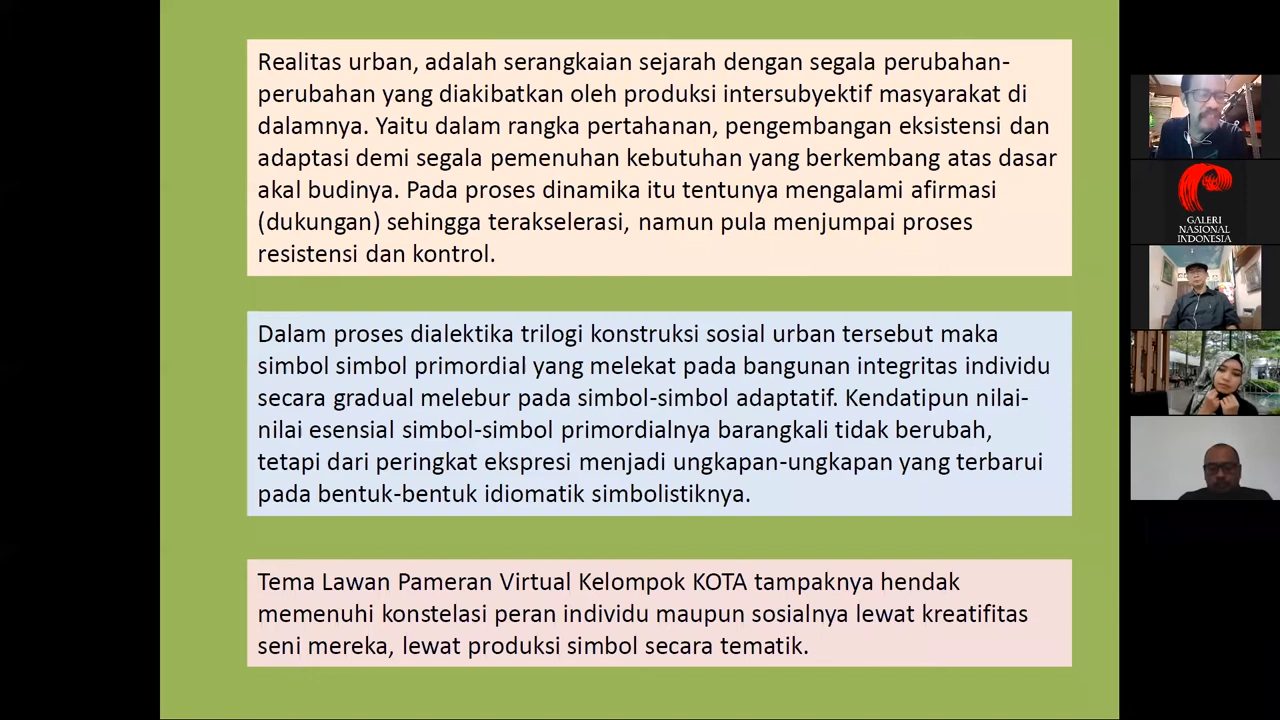 Realitas urban, adalah serangkaian sejarah dengan segala perubahan-
perubahan yang diakibatkan oleh produksi intersubyektif masyarakat di
dalamnya. Yaitu dalam rangka pertahanan, pengembangan eksistensi dan
adaptasi demi segala pemenuhan kebutuhan yang berkembang atas dasar
akal budinya. Pada proses dinamika itu tentunya mengalami afirmasi
(dukungan) sehingga terakselerasi, namun pula menjumpai proses
resistensi dan kontrol.
Dalam proses dialektika trilogi konstruksi sosial urban tersebut maka
simbol simbol primordial yang melekat pada bangunan integritas individu
secara gradual melebur pada simbol-simbol adaptatif. Kendatipun nilai-
nilai esensial simbol-simbol primordialnya barangkali tidak berubah,
tetapi dari peringkat ekspresi menjadi ungkapan-ungkapan yang terbarui
pada bentuk-bentuk idiomatik simbolistiknya.
Tema Lawan Pameran Virtual Kelompok KOTA tampaknya hendak
memenuhi konstelasi peran individu maupun sosialnya lewat kreatifitas
seni mereka, lewat produksi simbol secara tematik.
GALERI
NASIONAL
INDONESIA